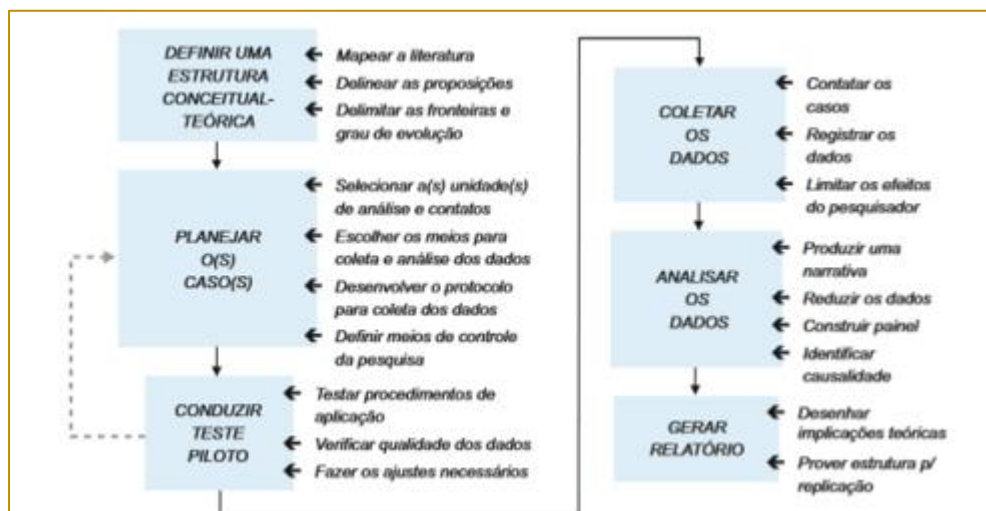 DEFINIR UMA
ESTRUTURA
CONCEITUAL-
TEÓRICA
Mapear a literatura
Delinear as proposições
Delimitar as fronteiras e
grau de evolução
PLANEJAR
O(S)
CASO(S)
Selecionar a(s) unidade(s)
de análise e contatos
Escolher os meios para
coleta e análise dos dados
Desenvolver o protocolo
para coleta dos dados
Definir meios de controle
da pesquisa
CONDUZIR
TESTE
PILOTO
Testar procedimentos de
aplicação
Verificar qualidade dos dados
Fazer os ajustes necessários
COLETAR
OS
DADOS
Contatar os
casos
Registrar os
dados
Limitar os efeitos
do pesquisador
ANALISAR
OS
DADOS
Produzir uma
narrativa
Reduzir os dados
Construir painel
Identificar
causalidade
GERAR
RELATÓRIO
Desenhar
implicações teóricas
Prover estrutura p/
replicação